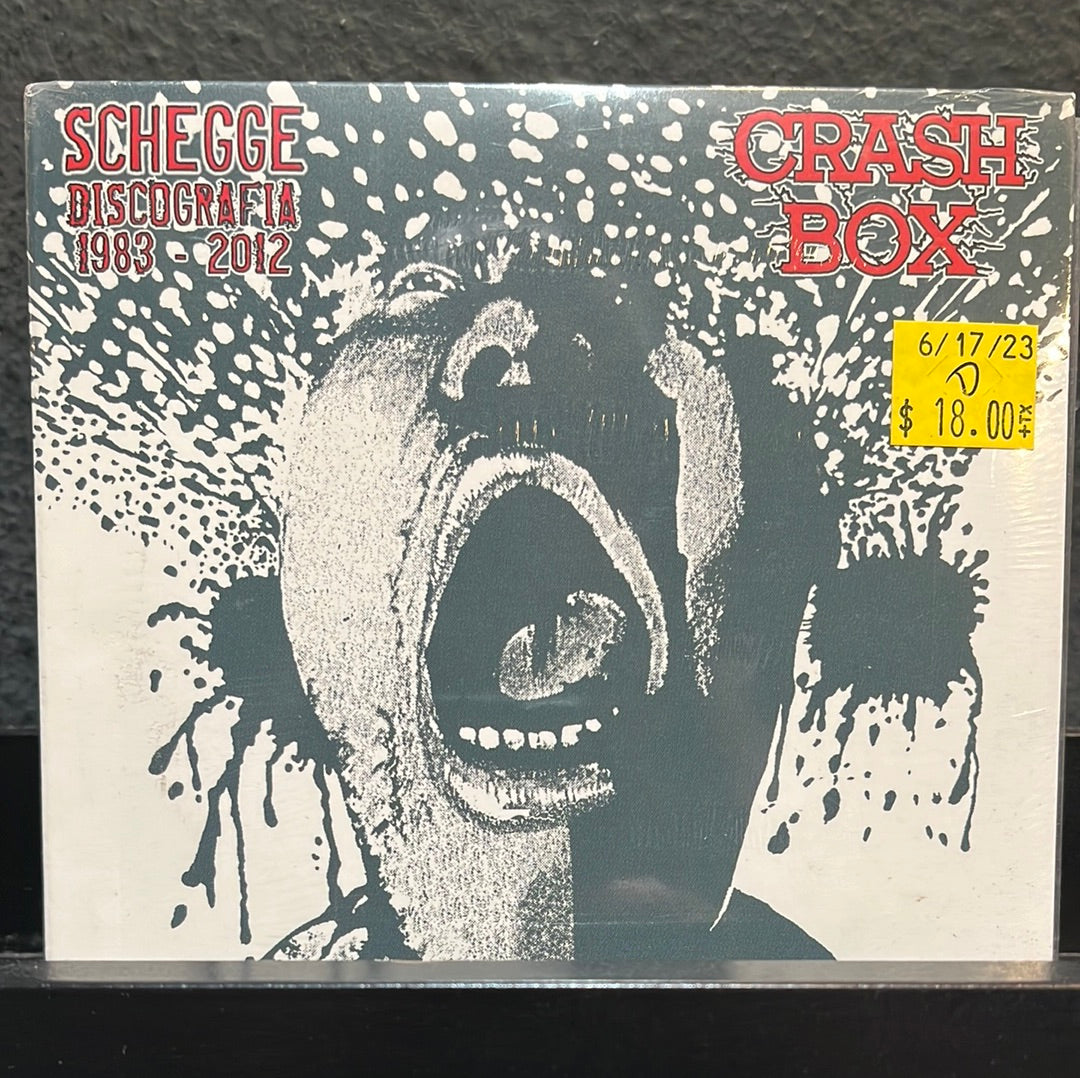 SCHEGGE
DISCOGRAFIA
1983 - 2012
CRASH
BOX
6/17/23
$ 18.00+TX